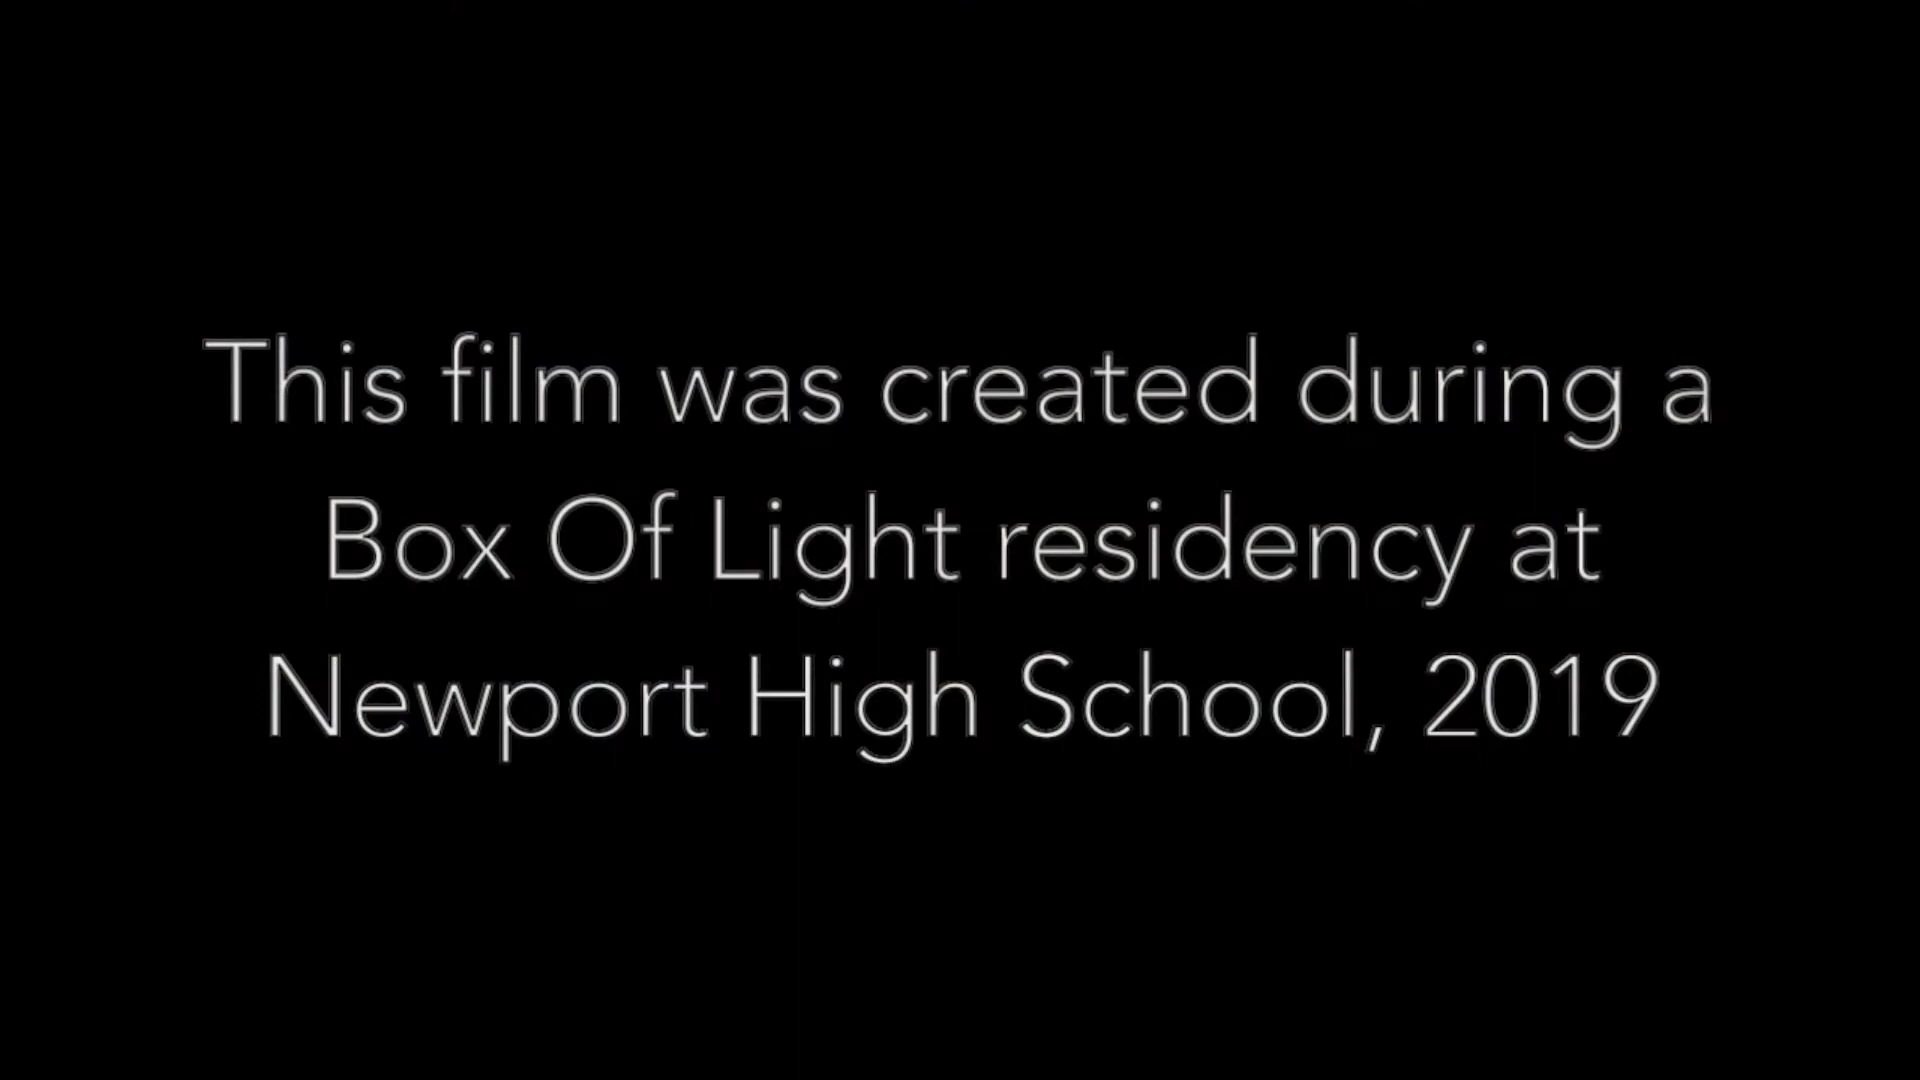 This film was created during a
Box Of Light residency at
Newport High School, 2019